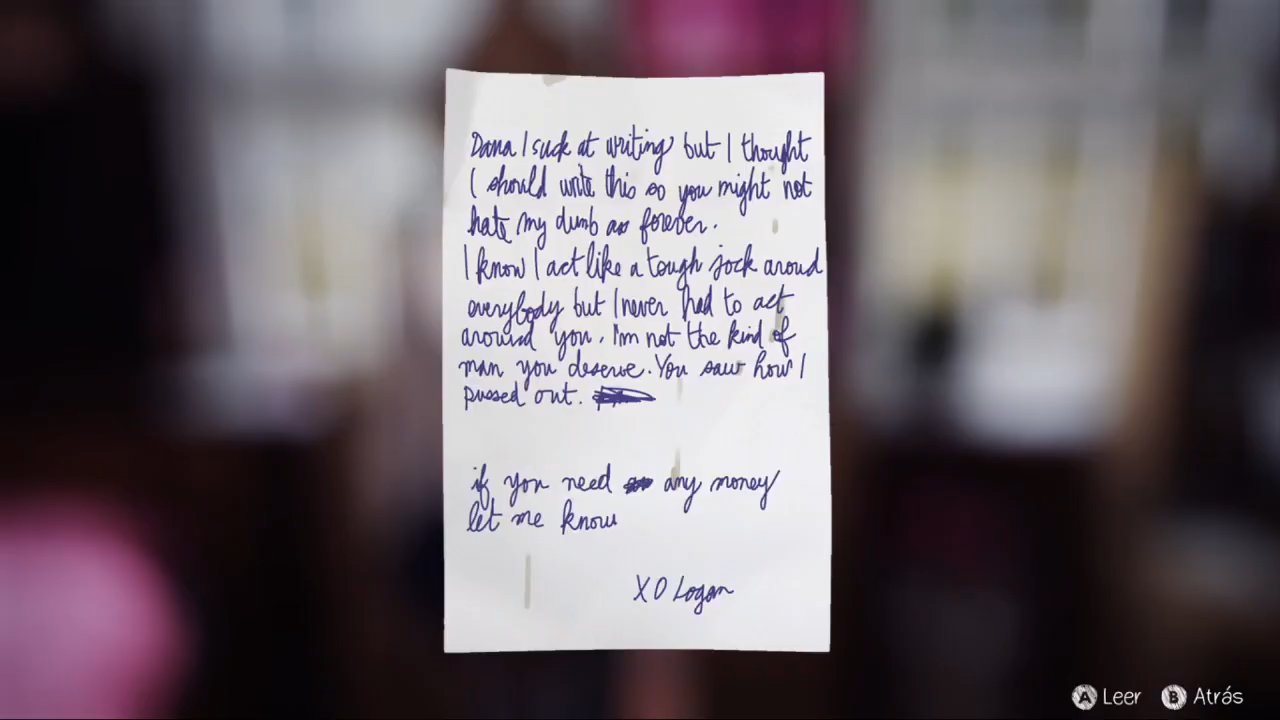 Dana I suck at writing but I thought
I should write this so you might not
hate my dumb ass forever.
I know I act like a tough jock aroud
everybody but I never had to act
around you. I'm not the kind of
man you deserve. You saw how I
pussed out.
if you need any money
let me know
XO Logan
A Leer B Atrás